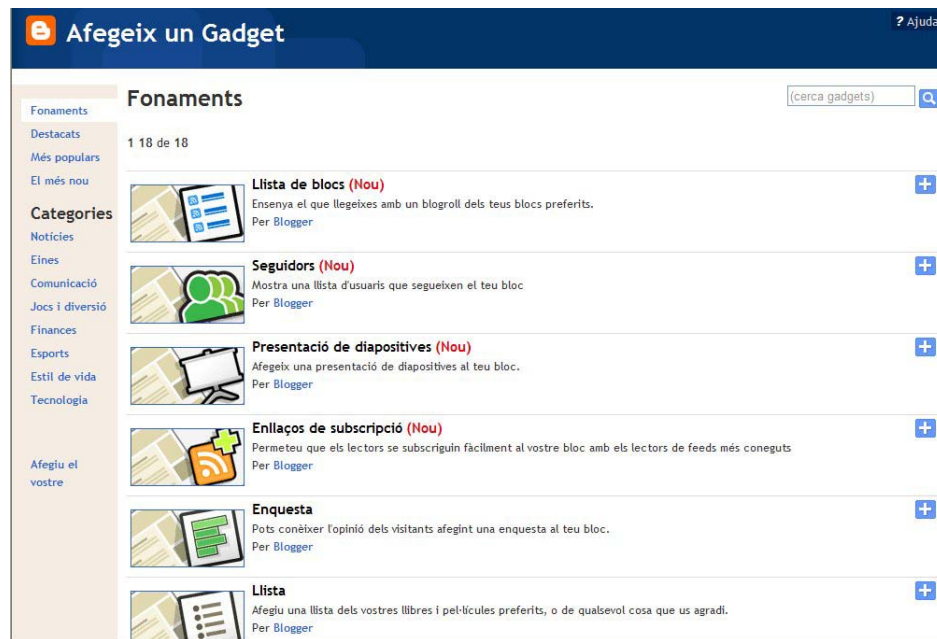 Afegeix un Gadget
? Ajuda
Fonaments
Destacats
Més populars
El més nou
Categories
Notícies
Eines
Comunicació
Jocs i diversió
Finances
Esports
Estil de vida
Tecnologia
Afegiu el
vostre
Fonaments
(cerca gadgets)
1 18 de 18
Llista de blocs (Nou)
Ensenya el que llegeixes amb un blogroll dels teus blocs preferits.
Per Blogger
Seguidors (Nou)
Mostra una llista d'usuaris que segueixen el teu bloc
Per Blogger
Presentació de diapositives (Nou)
Afegeix una presentació de diapositives al teu bloc.
Per Blogger
Enllaços de subscripció (Nou)
Permeteu que els lectors se subscriguin fàcilment al vostre bloc amb els lectors de feeds més coneguts
Per Blogger
Enquesta
Pots conèixer l'opinió dels visitants afegint una enquesta al teu bloc.
Per Blogger
Llista
Afegiu una llista dels vostres llibres i pel·lícules preferits, o de qualsevol cosa que us agradi.
Per Blogger